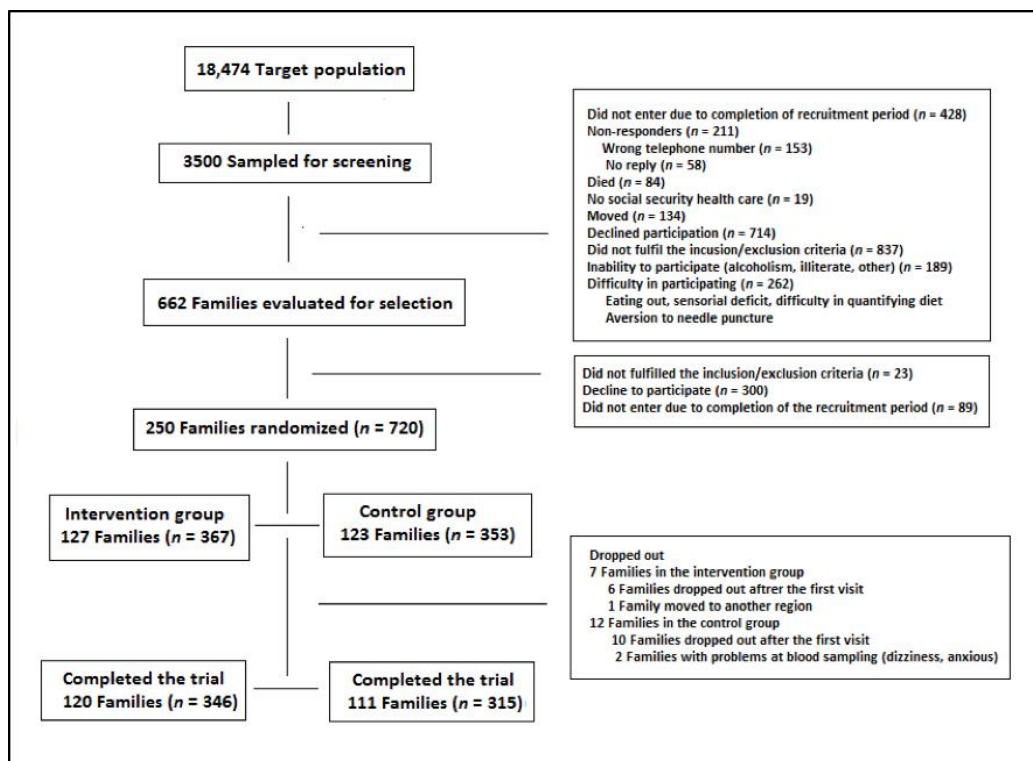 18,474 Target population
3500 Sampled for screening
Did not enter due to completion of recruitment period (n = 428)
Non-responders (n = 211)
Wrong telephone number (n = 153)
No reply (n = 58)
Died (n = 84)
No social security health care (n = 19)
Moved (n = 134)
Declined participation (n = 714)
Did not fulfil the incusion/exclusion criteria (n = 837)
Inability to participate (alcoholism, illiterate, other) (n = 189)
Difficulty in participating (n = 262)
Eating out, sensorial deficit, difficulty in quantifying diet
Aversion to needle puncture
662 Families evaluated for selection
Did not fulfilled the inclusion/exclusion criteria (n = 23)
Decline to participate (n = 300)
Did not enter due to completion of the recruitment period (n = 89)
250 Families randomized (n = 720)
Intervention group
127 Families (n = 367)
Control group
123 Families (n = 353)
Dropped out
7 Families in the intervention group
6 Families dropped out aftrer the first visit
1 Family moved to another region
12 Families in the control group
10 Families dropped out after the first visit
2 Families with problems at blood sampling (dizziness, anxious)
Completed the trial
120 Families (n = 346)
Completed the trial
111 Families (n = 315)